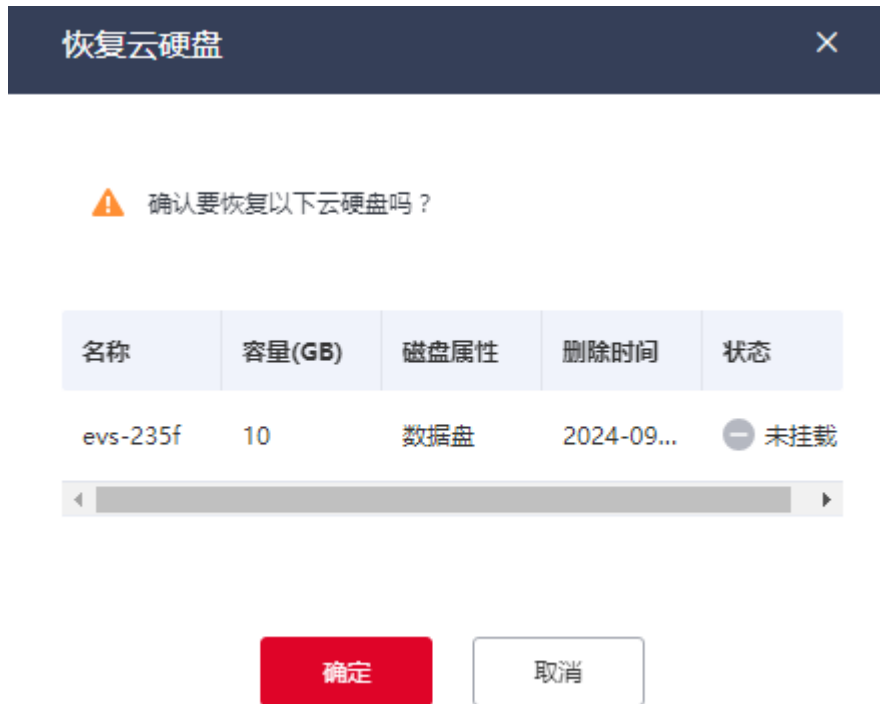 恢复云硬盘
确认要恢复以下云硬盘吗？
名称 容量(GB) 磁盘属性 删除时间 状态
evs-235f 10 数据盘 2024-09... 未挂载
确定 取消